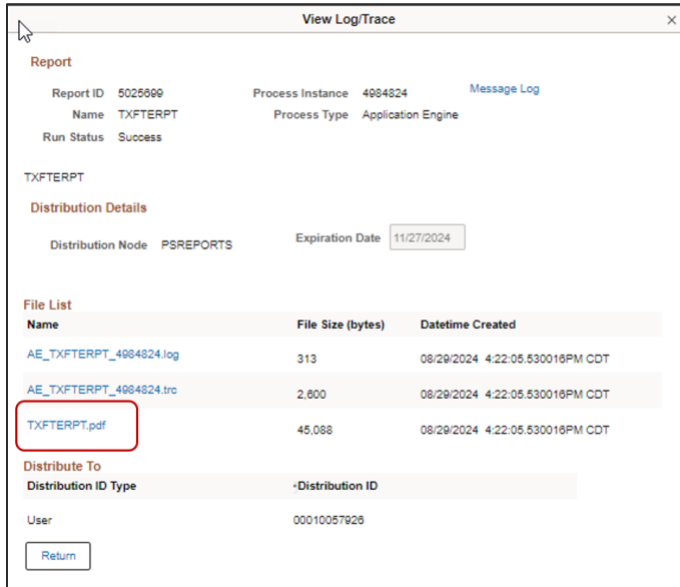 View Log/Trace ×
Report
Report ID 5025699 Process Instance 4984824 Message Log
Name TXFTERPT Process Type Application Engine
Run Status Success
TXFTERPT
Distribution Details
Distribution Node PSREPORTS Expiration Date 11/27/2024
File List
Name File Size (bytes) Datetime Created
AE_TXFTERPT_4984824.log 313 08/29/2024 4:22:05.530016PM CDT
AE_TXFTERPT_4984824.trc 2,600 08/29/2024 4:22:05.530016PM CDT
TXFTERPT.pdf 45,088 08/29/2024 4:22:05.530016PM CDT
Distribute To
Distribution ID Type *Distribution ID
User 00010057926
Return